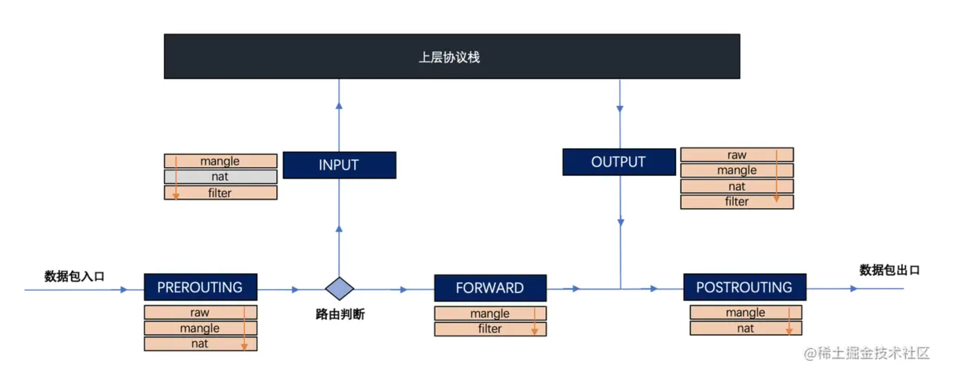 上层协议栈
mangle
nat
filter
INPUT
OUTPUT
raw
mangle
nat
filter
数据包入口
PREROUTING
raw
mangle
nat
路由判断
FORWARD
mangle
filter
POSTROUTING
mangle
nat
数据包出口
@稀土掘金技术社区